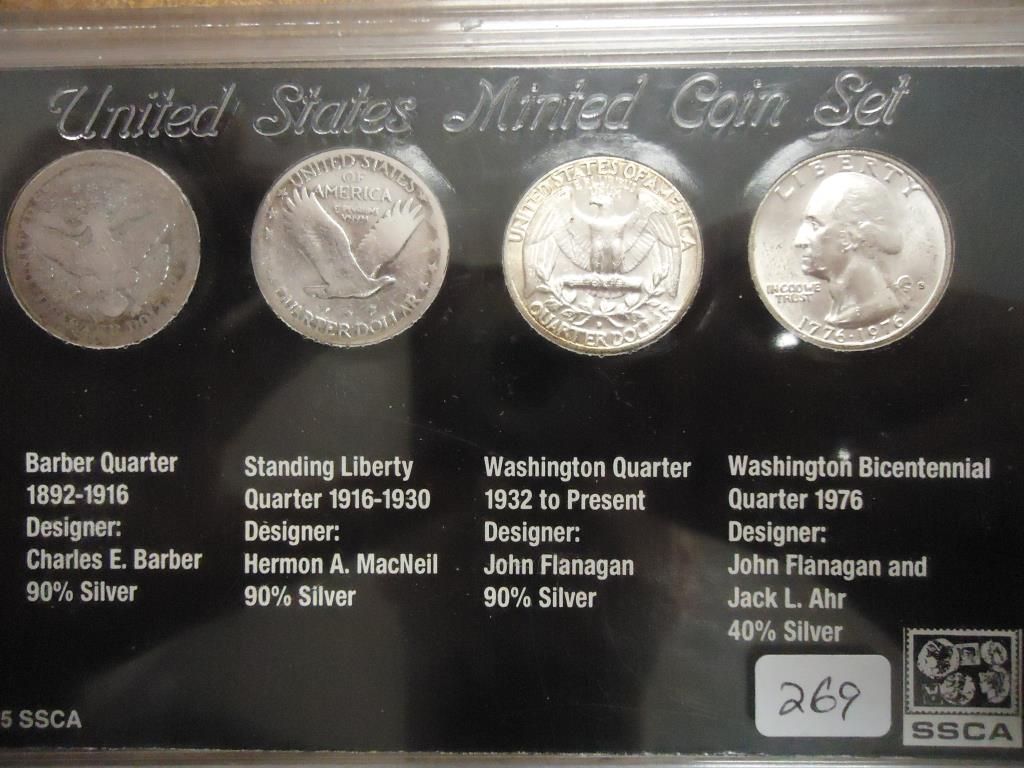 United States Minted Coin Set
UNITED STATES
OF
AMERICA
QUARTER DOLLAR
UNITED STATES OF AMERICA
QUARTER DOLLAR
LIBERTY
IN GOD WE
TRUST
S
1776-1976
Barber Quarter
1892-1916
Designer:
Charles E. Barber
90% Silver
Standing Liberty
Quarter 1916-1930
Designer:
Hermon A. MacNeil
90% Silver
Washington Quarter
1932 to Present
Designer:
John Flanagan
90% Silver
Washington Bicentennial
Quarter 1976
Designer:
John Flanagan and
Jack L. Ahr
40% Silver
269
SSCA
5 SSCA